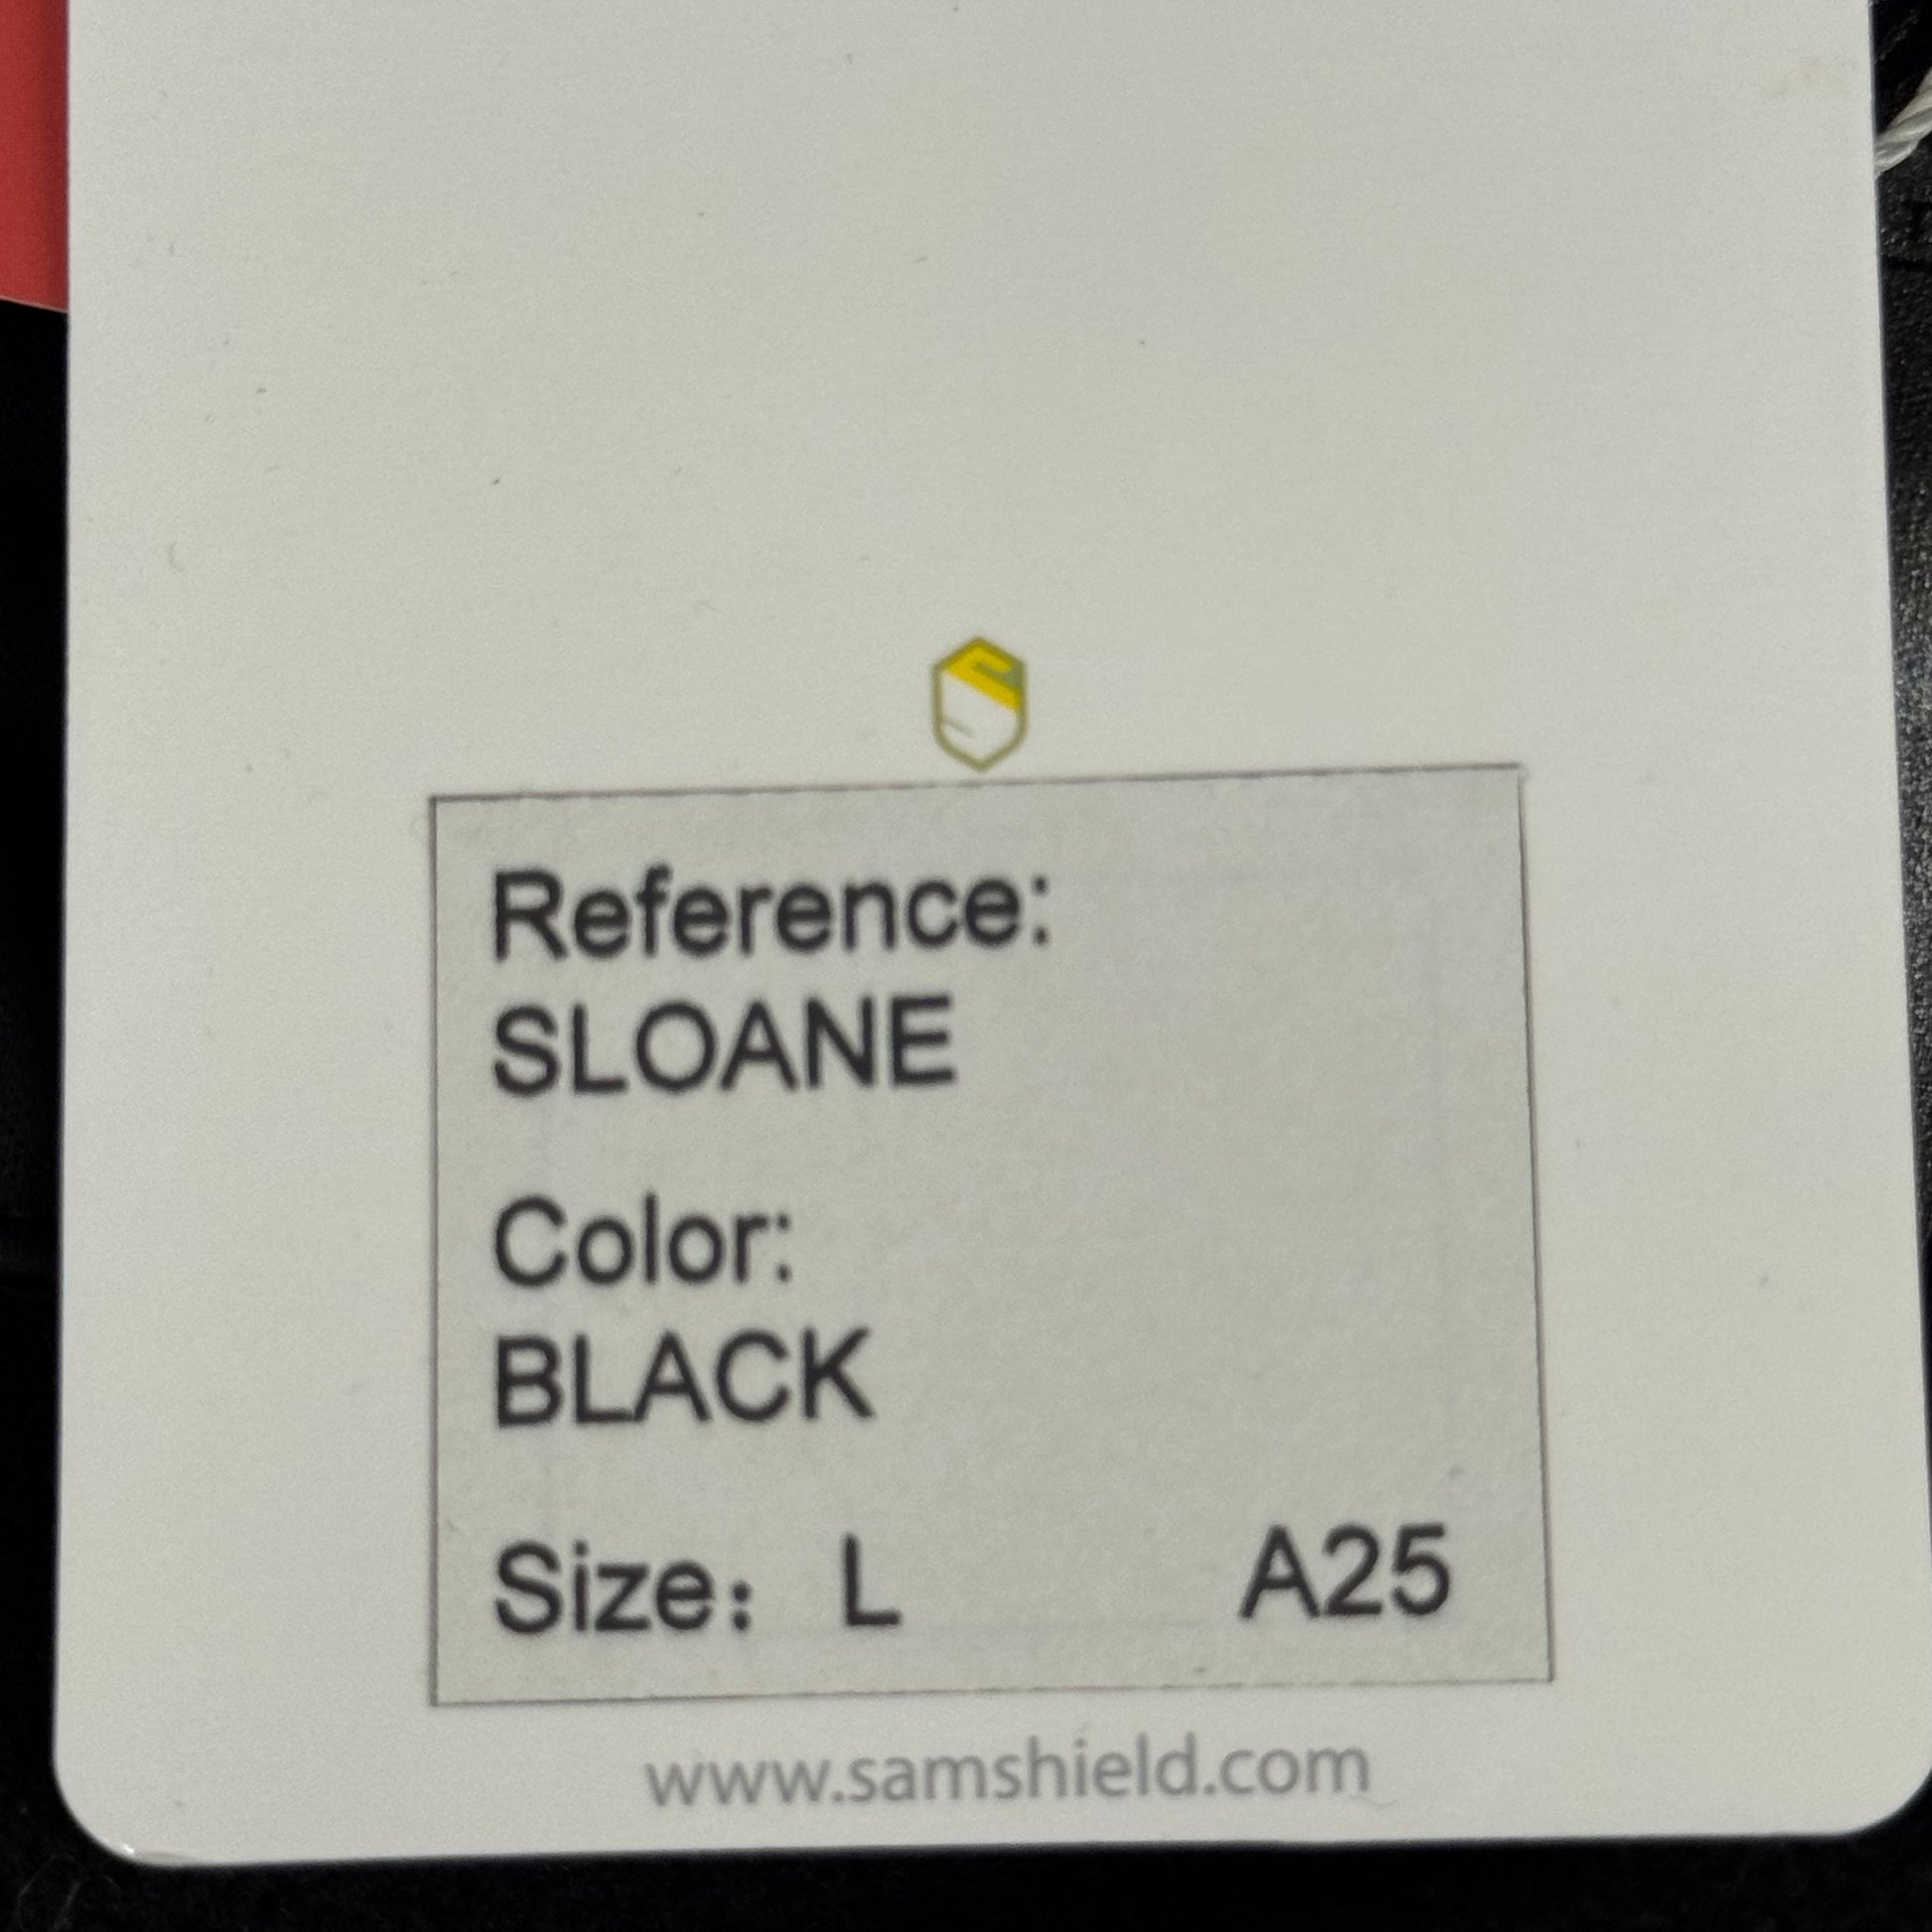 Reference:
SLOANE
Color:
BLACK
Size: L A25
www.samshield.com